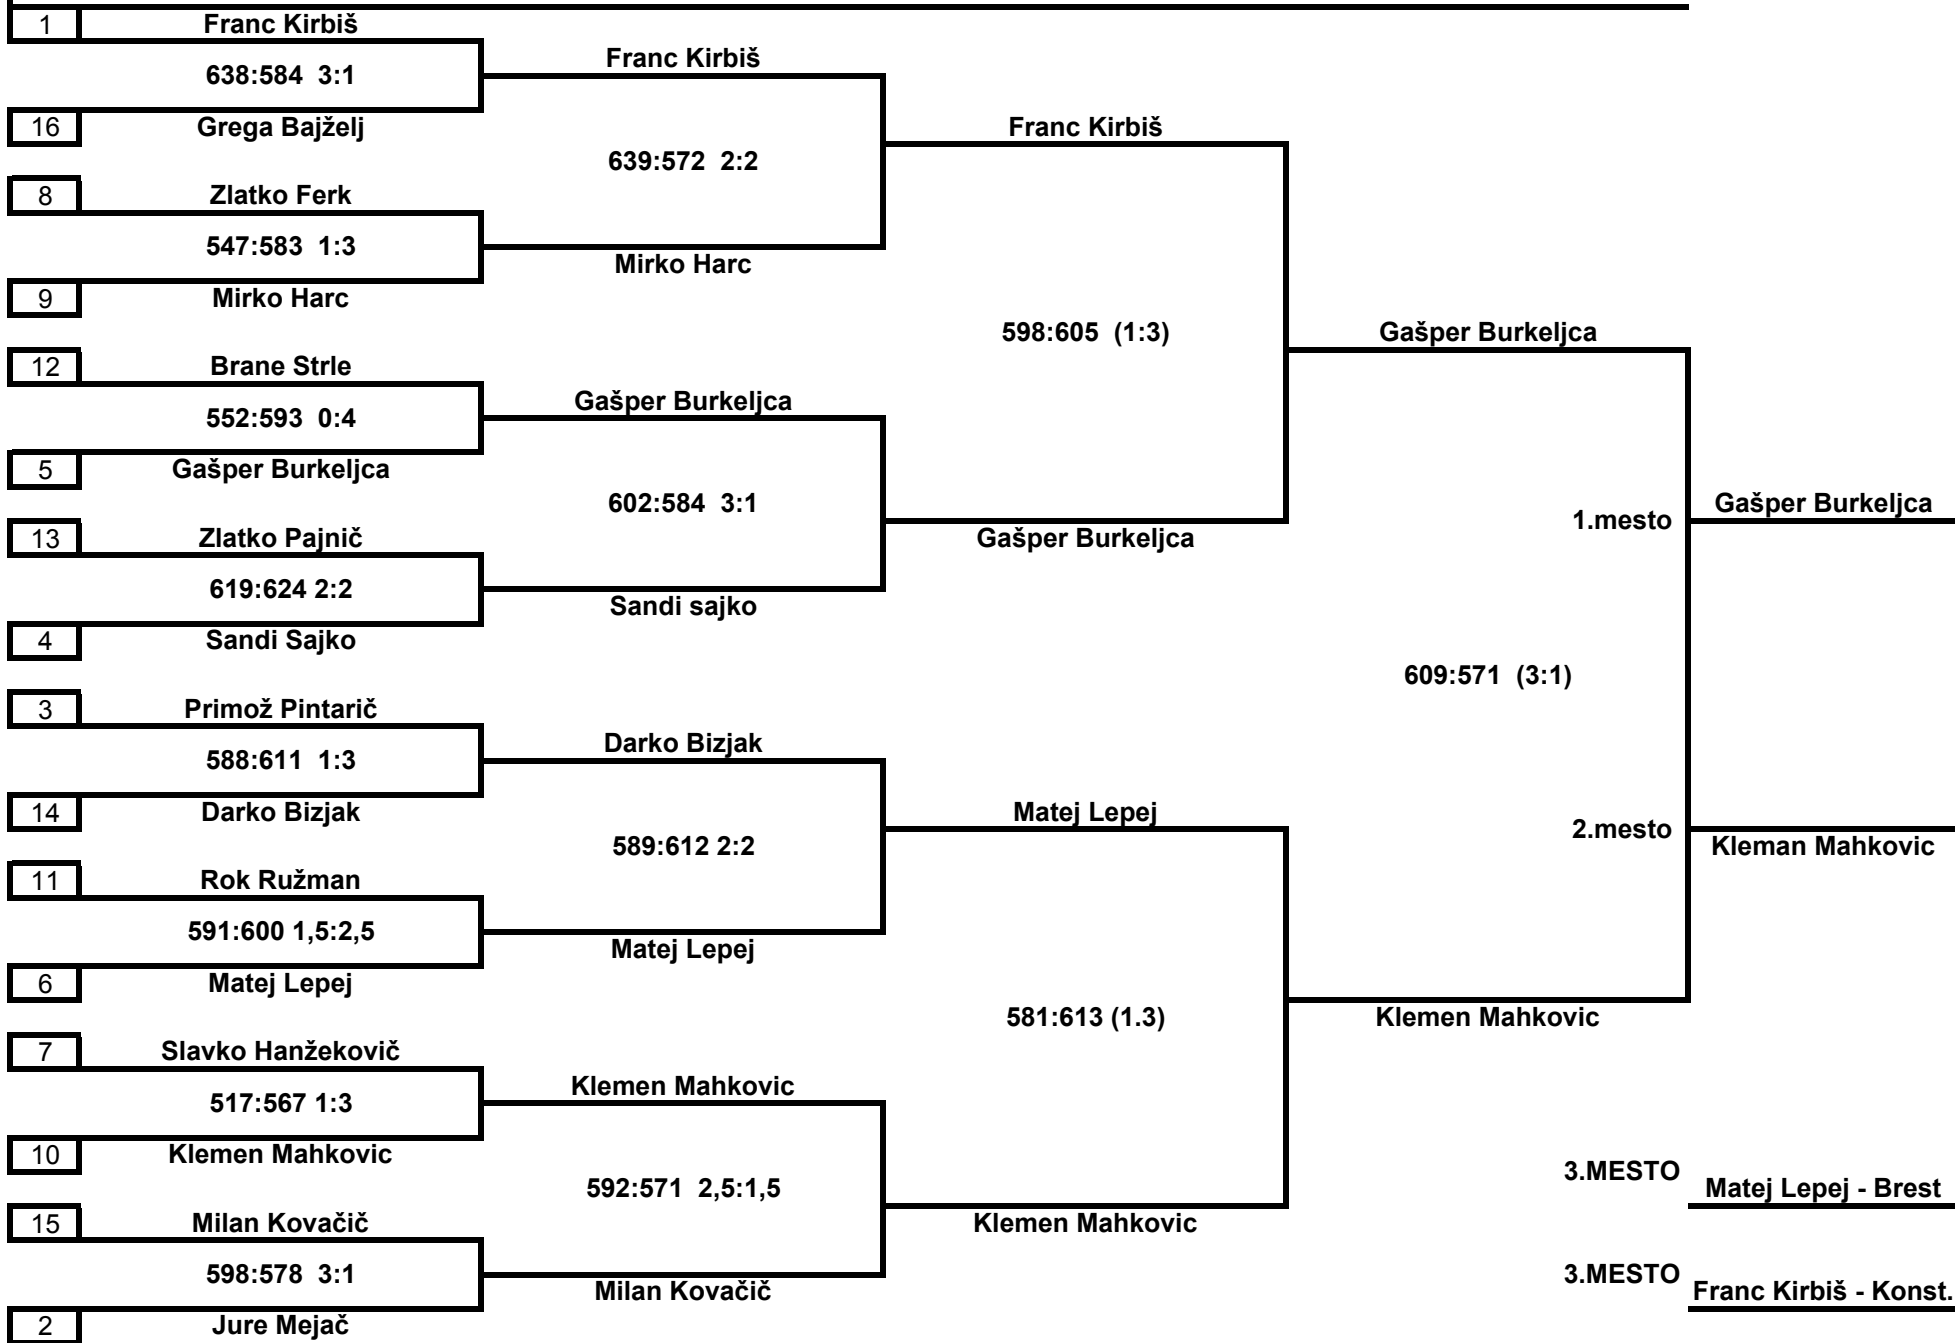 1 Franc Kirbiš
638:584 3:1
16 Grega Bajželj
8 Zlatko Ferk
547:583 1:3
9 Mirko Harc
12 Brane Strle
552:593 0:4
5 Gašper Burkeljca
13 Zlatko Pajnič
619:624 2:2
4 Sandi Sajko
3 Primož Pintarič
588:611 1:3
14 Darko Bizjak
11 Rok Ružman
591:600 1,5:2,5
6 Matej Lepej
7 Slavko Hanžekovič
517:567 1:3
10 Klemen Mahkovic
15 Milan Kovačič
598:578 3:1
2 Jure Mejač
Franc Kirbiš
639:572 2:2
Mirko Harc
Gašper Burkeljca
602:584 3:1
Sandi sajko
Darko Bizjak
589:612 2:2
Matej Lepej
Klemen Mahkovic
592:571 2,5:1,5
Milan Kovačič
Franc Kirbiš
598:605 (1:3)
Gašper Burkeljca
Matej Lepej
581:613 (1.3)
Klemen Mahkovic
Gašper Burkeljca
609:571 (3:1)
Klemen Mahkovic
1.mesto Gašper Burkeljca
2.mesto Kleman Mahkovic
3.MESTO Matej Lepej - Brest
3.MESTO Franc Kirbiš - Konst.